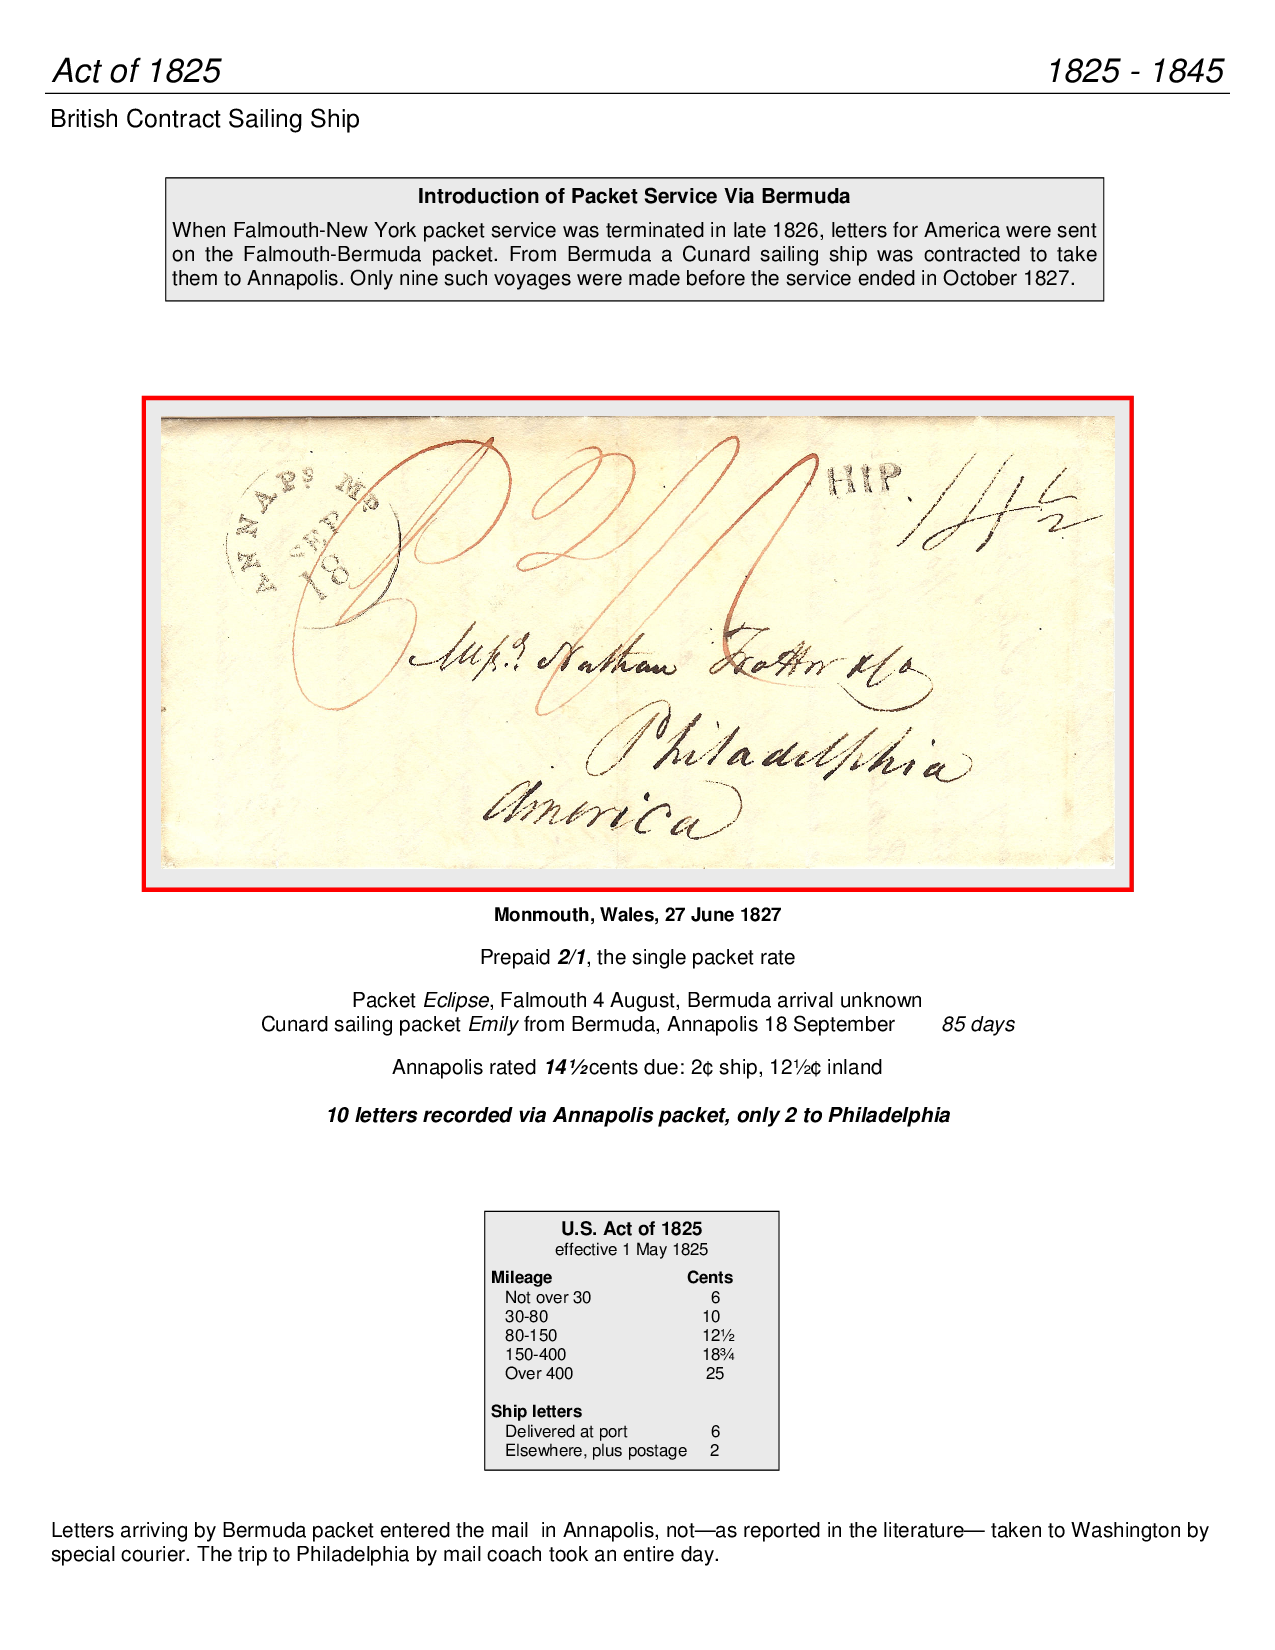 Act of 1825 1825 - 1845
British Contract Sailing Ship
Introduction of Packet Service Via Bermuda
When Falmouth-New York packet service was terminated in late 1826, letters for America were sent
on the Falmouth-Bermuda packet. From Bermuda a Cunard sailing ship was contracted to take
them to Annapolis. Only nine such voyages were made before the service ended in October 1827.
ANNAPs MD
SEP
18
HIP
14½
Messrs Nathan Trotter & Co
Philadelphia
America
Monmouth, Wales, 27 June 1827
Prepaid 2/1, the single packet rate
Packet Eclipse, Falmouth 4 August, Bermuda arrival unknown
Cunard sailing packet Emily from Bermuda, Annapolis 18 September 85 days
Annapolis rated 14½cents due: 2¢ ship, 12½¢ inland
10 letters recorded via Annapolis packet, only 2 to Philadelphia
U.S. Act of 1825
effective 1 May 1825
Mileage Cents
Not over 30 6
30-80 10
80-150 12½
150-400 18¾
Over 400 25
Ship letters
Delivered at port 6
Elsewhere, plus postage 2
Letters arriving by Bermuda packet entered the mail in Annapolis, not—as reported in the literature— taken to Washington by
special courier. The trip to Philadelphia by mail coach took an entire day.